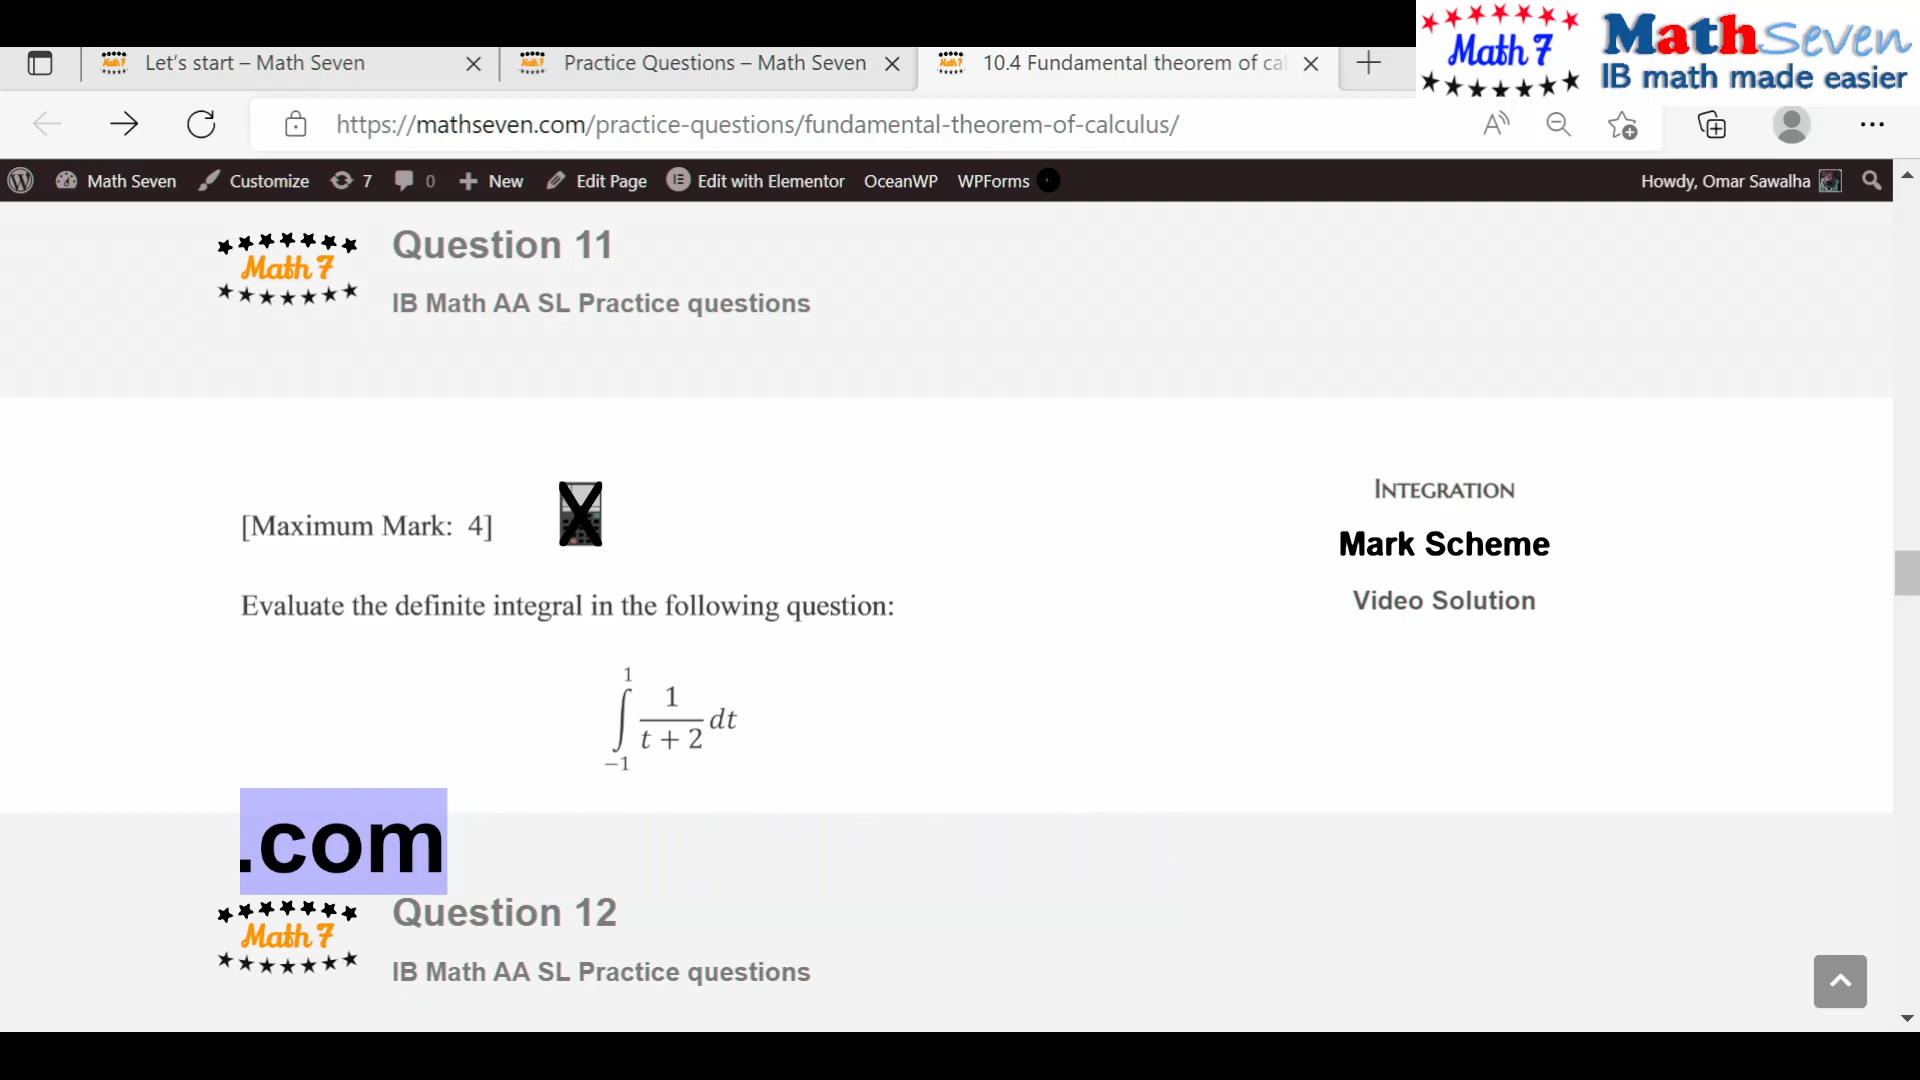 Math 7
MathSeven
IB math made easier
Let's start – Math Seven
Practice Questions – Math Seven
10.4 Fundamental theorem of cal
https://mathseven.com/practice-questions/fundamental-theorem-of-calculus/
Math Seven Customize 7 0 New Edit Page Edit with Elementor OceanWP WPForms Howdy, Omar Sawalha
Math 7
Question 11
IB Math AA SL Practice questions
[Maximum Mark: 4]
INTEGRATION
Mark Scheme
Video Solution
Evaluate the definite integral in the following question:
1
1
t + 2
dt
−1
.com
Math 7
Question 12
IB Math AA SL Practice questions